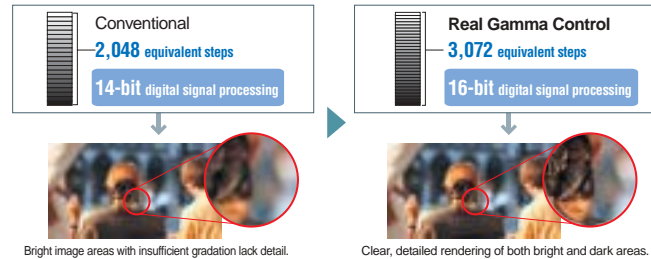 Conventional
2,048 equivalent steps
14-bit digital signal processing
Bright image areas with insufficient gradation lack detail.
Real Gamma Control
3,072 equivalent steps
16-bit digital signal processing
Clear, detailed rendering of both bright and dark areas.